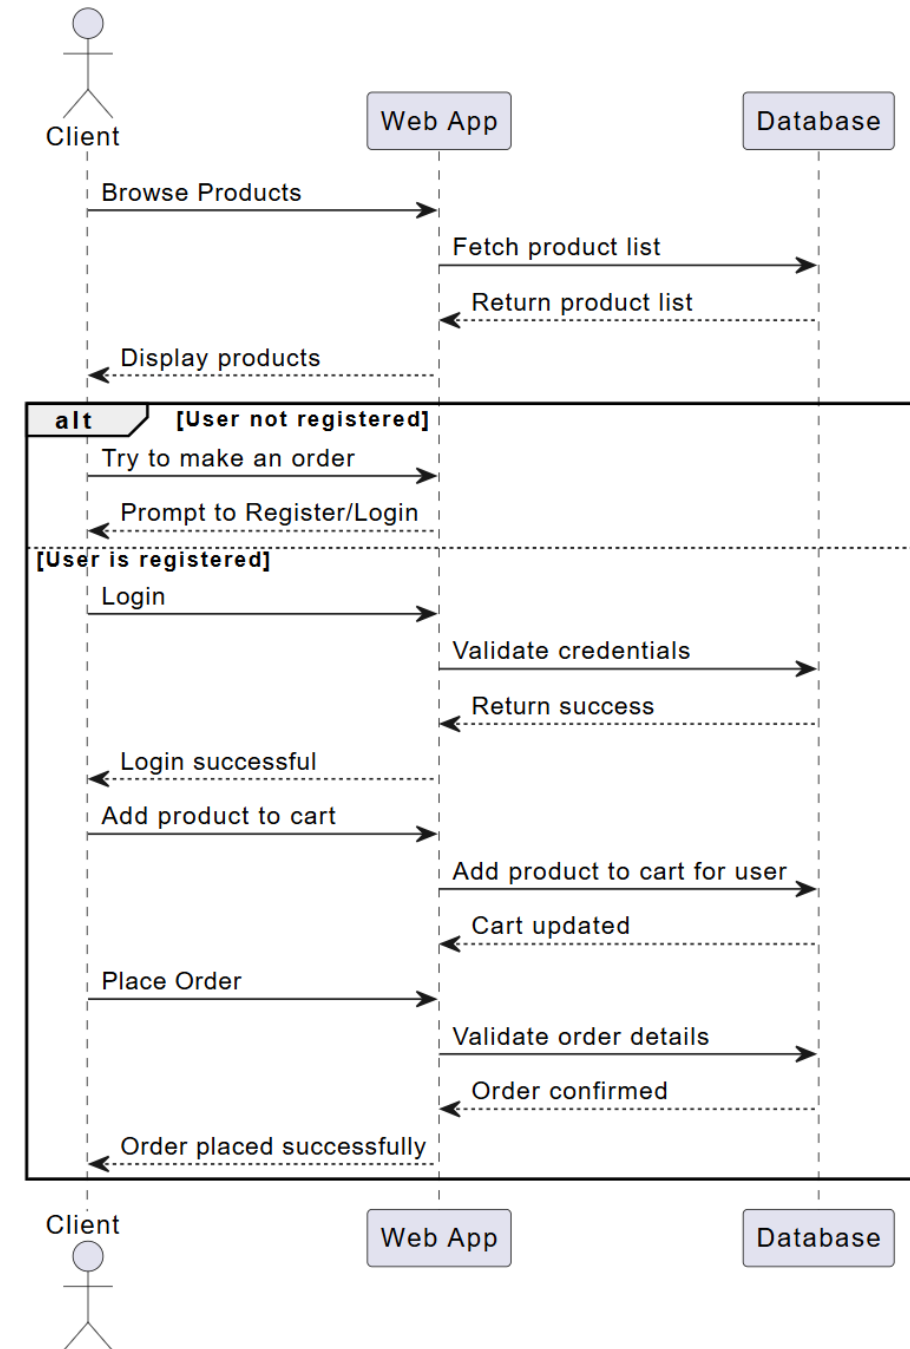 Client
Web App
Database
Browse Products
Fetch product list
Return product list
Display products
alt
[User not registered]
Try to make an order
Prompt to Register/Login
[User is registered]
Login
Validate credentials
Return success
Login successful
Add product to cart
Add product to cart for user
Cart updated
Place Order
Validate order details
Order confirmed
Order placed successfully
Client
Web App
Database